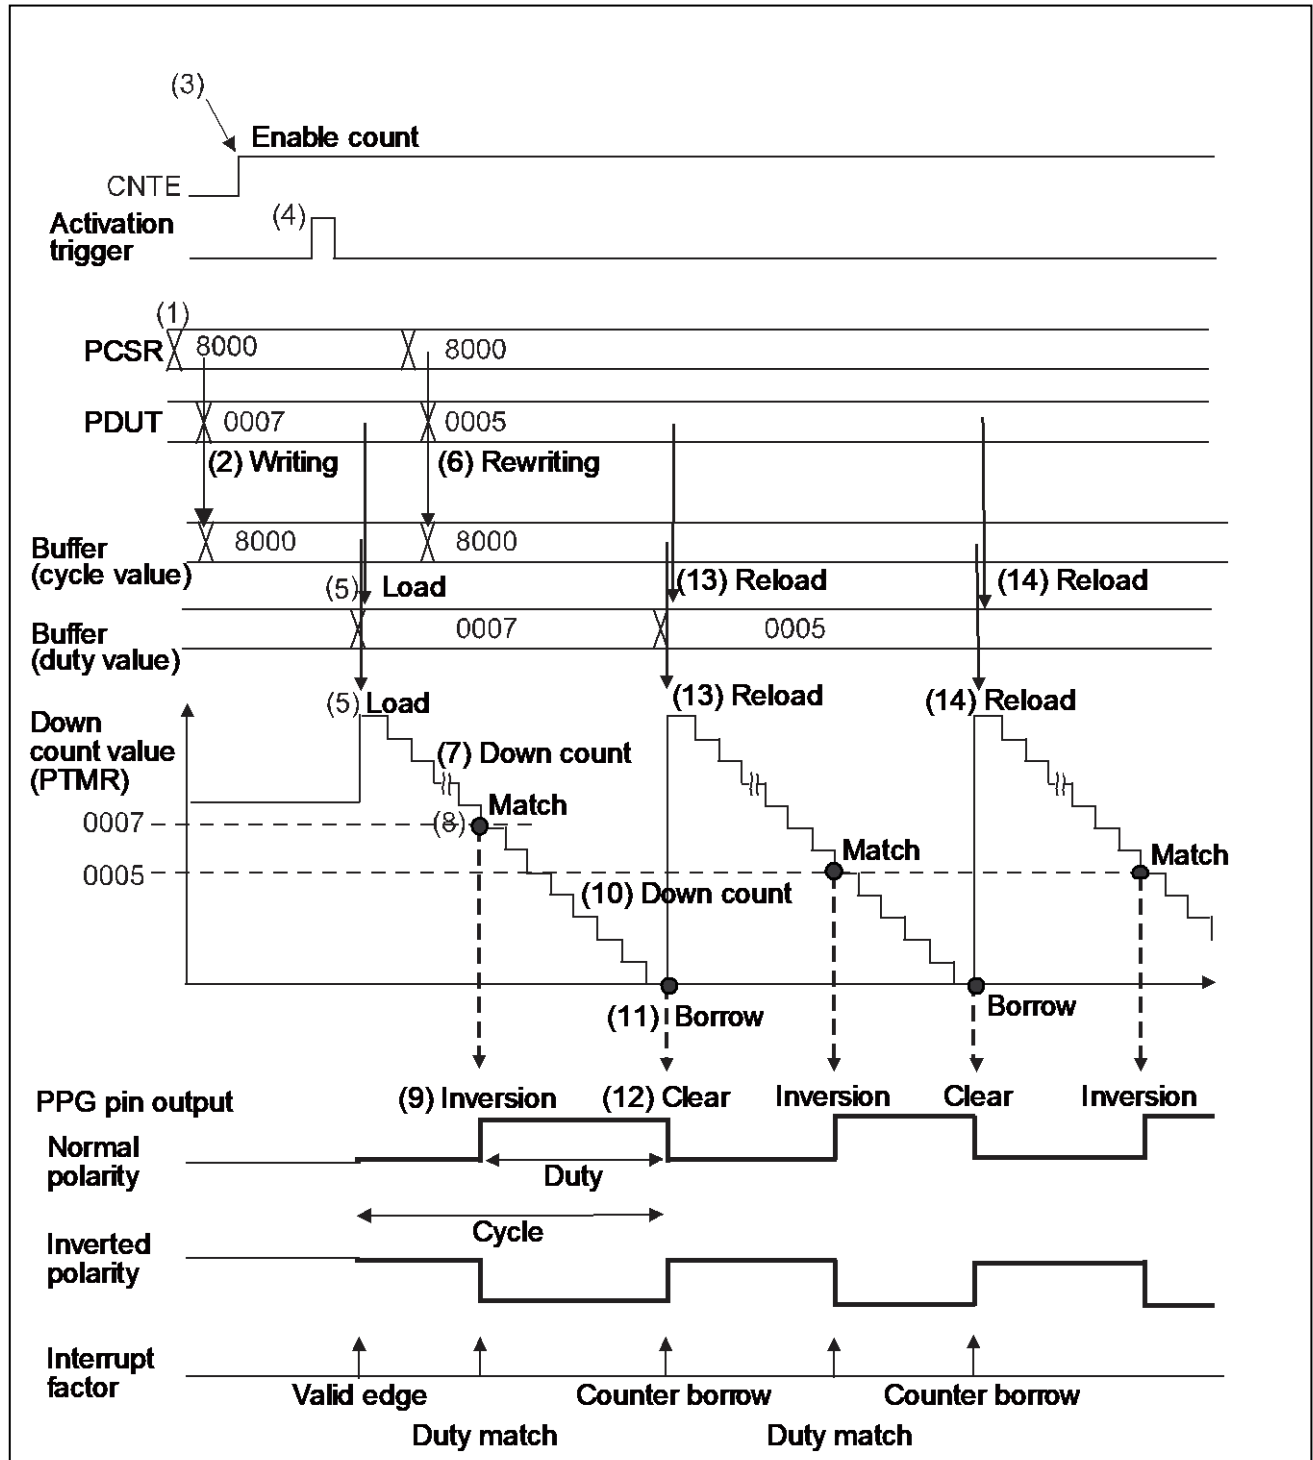 (3)
Enable count
CNTE
Activation
trigger
(4)
(1)
PCSR 8000 8000
PDUT 0007 0005
(2) Writing (6) Rewriting
Buffer
(cycle value)
8000 8000
(5) Load (13) Reload (14) Reload
Buffer
(duty value)
0007 0005
(5) Load (13) Reload (14) Reload
Down
count value
(PTMR)
(7) Down count
0007
(8) Match
Match Match
0005
(10) Down count
(11) Borrow Borrow
PPG pin output
(9) Inversion (12) Clear Inversion Clear Inversion
Normal
polarity
Duty
Cycle
Inverted
polarity
Interrupt
factor
Valid edge Counter borrow Counter borrow
Duty match Duty match